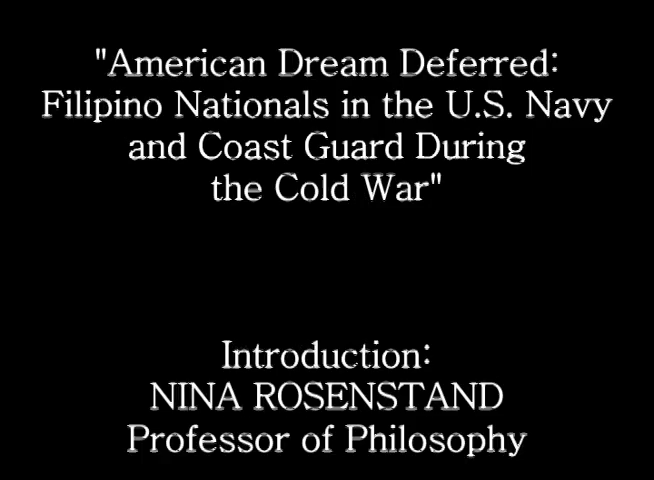 "American Dream Deferred:
Filipino Nationals in the U.S. Navy
and Coast Guard During
the Cold War"
Introduction:
NINA ROSENSTAND
Professor of Philosophy